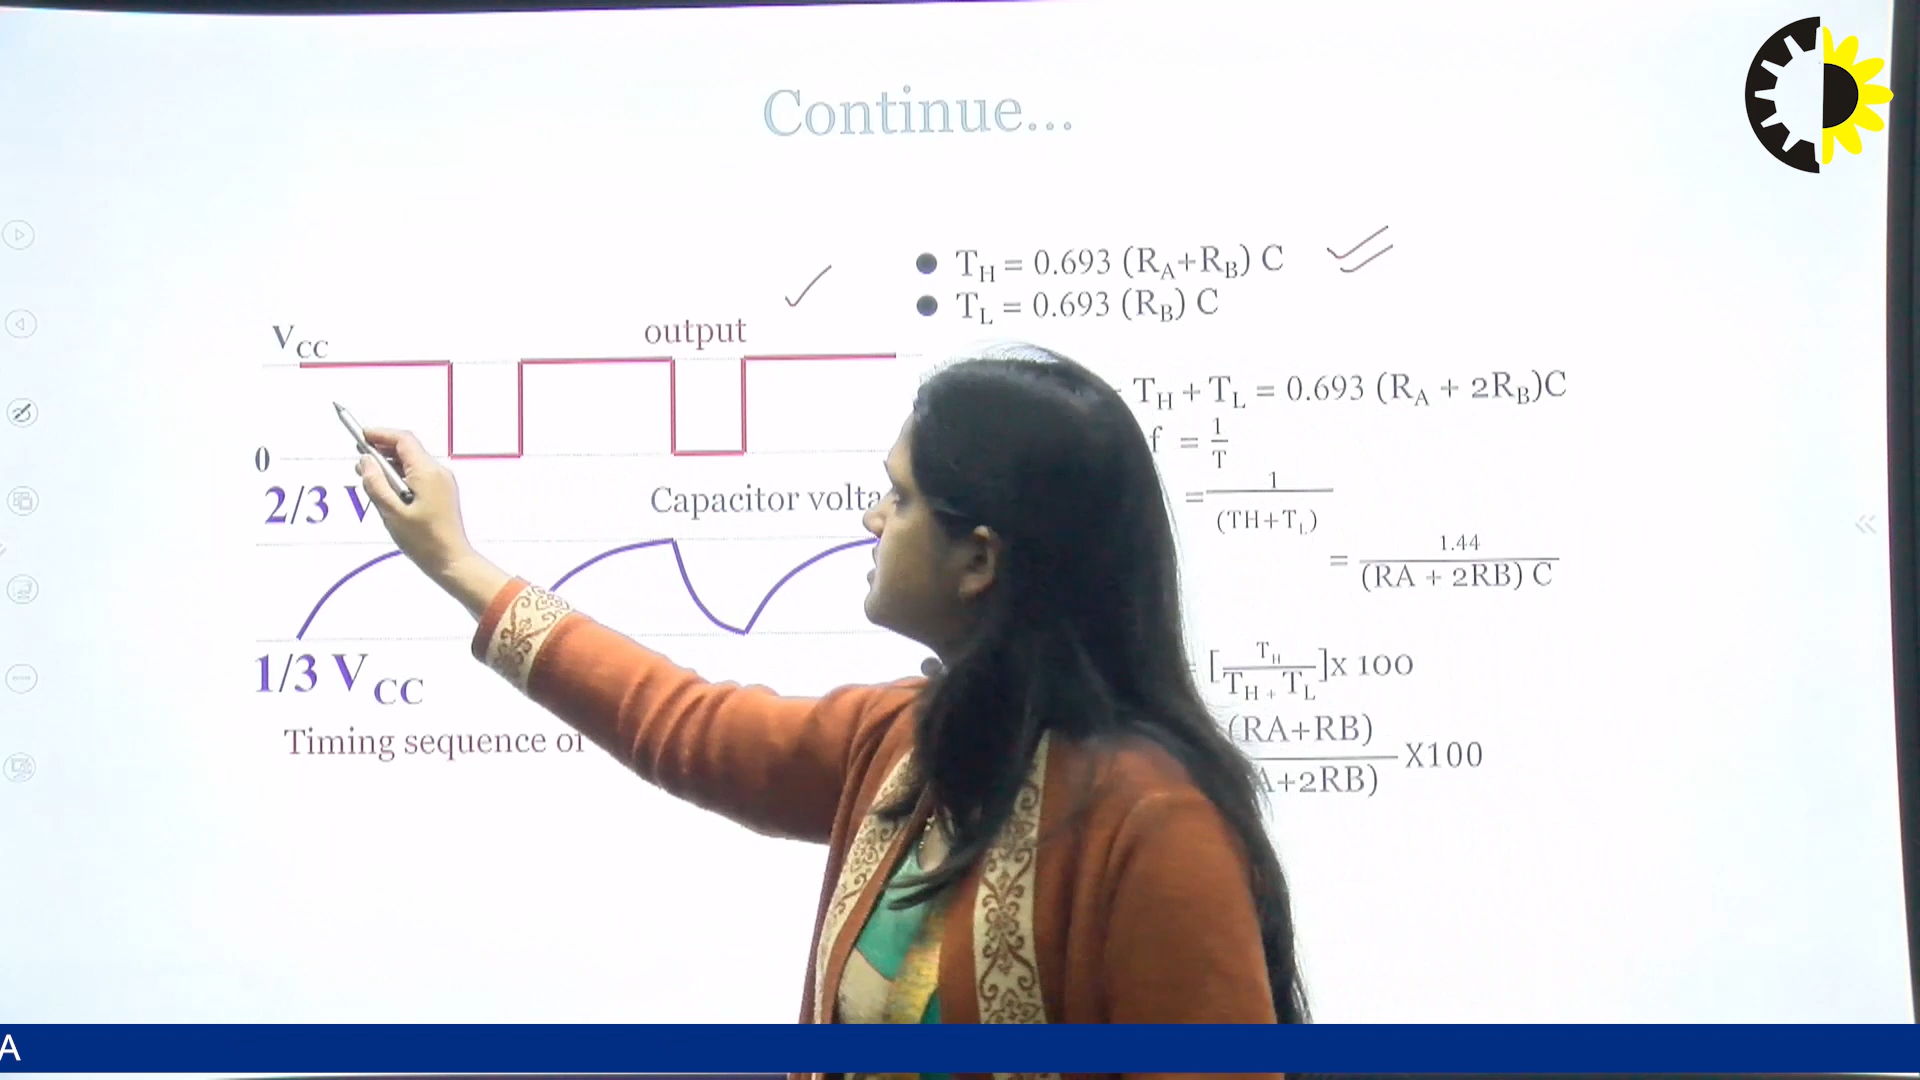 Continue...
T_H = 0.693 (R_A+R_B) C
T_L = 0.693 (R_B) C
V_CC
output
T_H + T_L = 0.693 (R_A + 2R_B)C
f = 1/T
0
2/3 V
Capacitor
= 1/(TH+T_L)
= 1.44/(RA + 2RB) C
[T_H/T_H + T_L]x 100
1/3 V_CC
(RA+RB)
+2RB)
X100
Timing sequence of
A